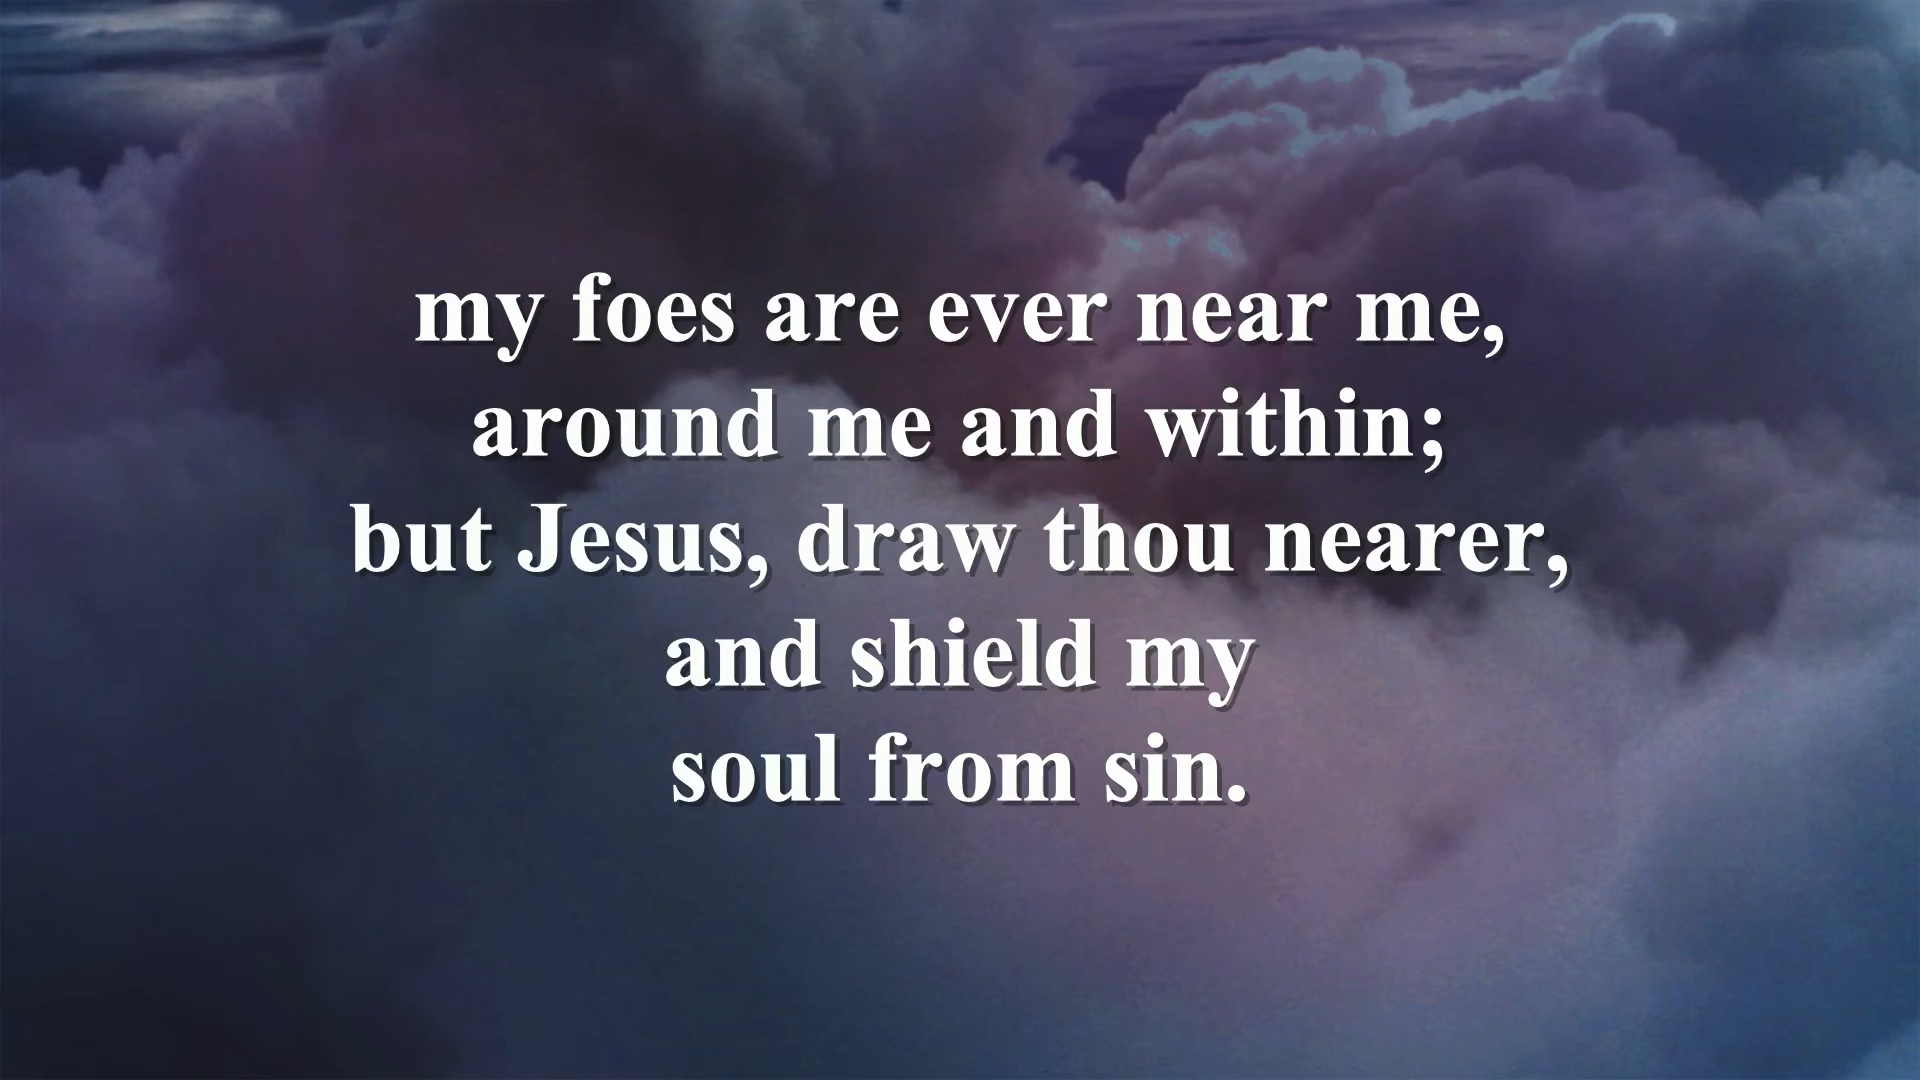 my foes are ever near me,
around me and within;
but Jesus, draw thou nearer,
and shield my
soul from sin.